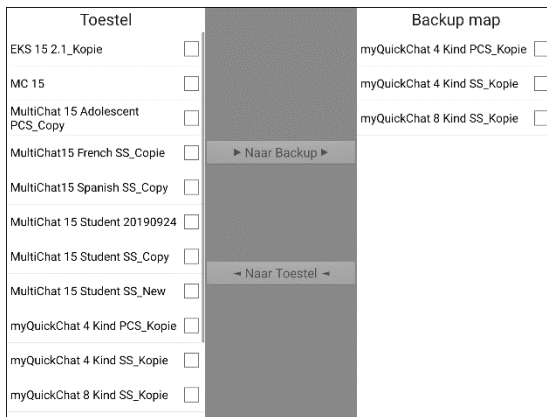 Toestel
EKS 15 2.1_Kopie
MC 15
MultiChat 15 Adolescent
PCS_Copy
MultiChat15 French SS_Copie
MultiChat15 Spanish SS_Copy
MultiChat 15 Student 20190924
MultiChat 15 Student SS_Copy
MultiChat 15 Student SS_New
myQuickChat 4 Kind PCS_Kopie
myQuickChat 4 Kind SS_Kopie
myQuickChat 8 Kind SS_Kopie
► Naar Backup ►
◄ Naar Toestel ◄
Backup map
myQuickChat 4 Kind PCS_Kopie
myQuickChat 4 Kind SS_Kopie
myQuickChat 8 Kind SS_Kopie